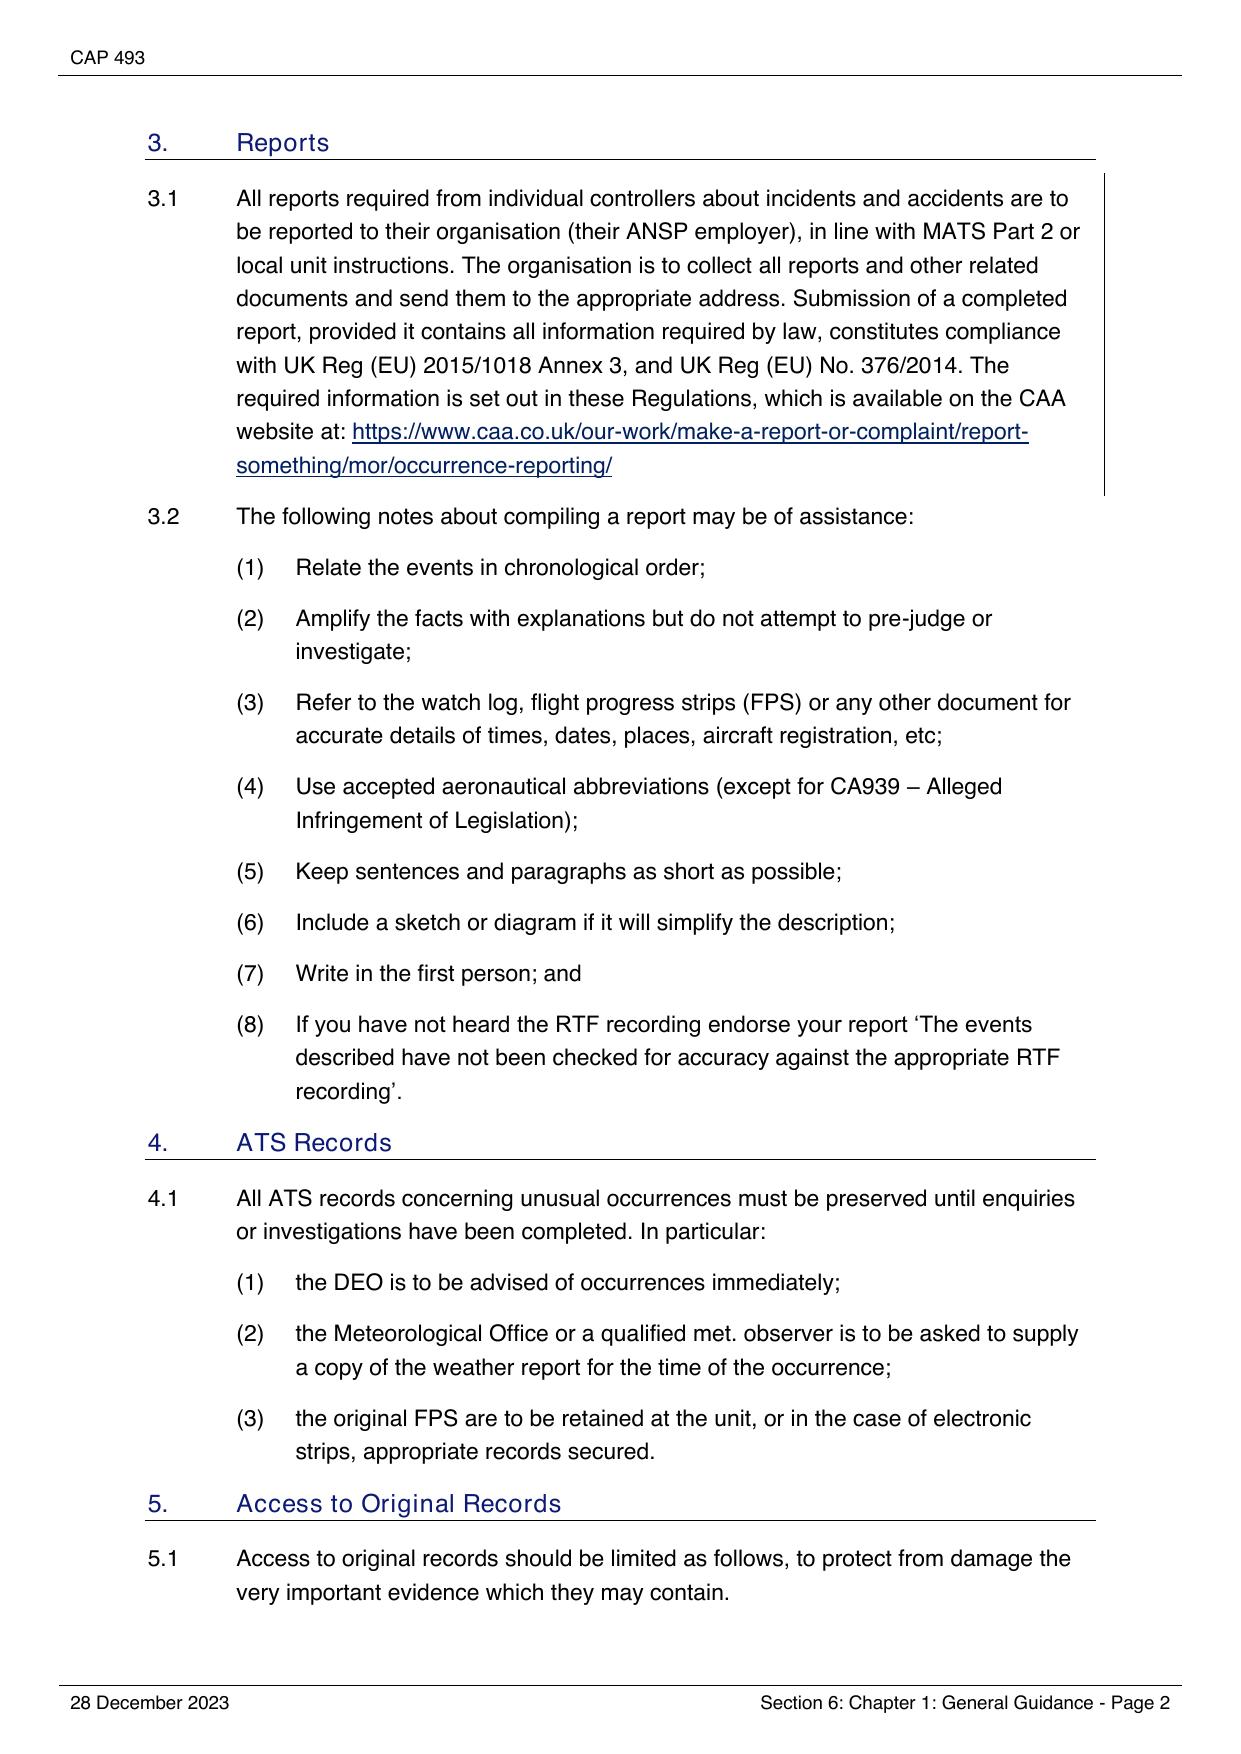 CAP 493
3. Reports
3.1 All reports required from individual controllers about incidents and accidents are to
be reported to their organisation (their ANSP employer), in line with MATS Part 2 or
local unit instructions. The organisation is to collect all reports and other related
documents and send them to the appropriate address. Submission of a completed
report, provided it contains all information required by law, constitutes compliance
with UK Reg (EU) 2015/1018 Annex 3, and UK Reg (EU) No. 376/2014. The
required information is set out in these Regulations, which is available on the CAA
website at: https://www.caa.co.uk/our-work/make-a-report-or-complaint/report-
something/mor/occurrence-reporting/
3.2 The following notes about compiling a report may be of assistance:
(1) Relate the events in chronological order;
(2) Amplify the facts with explanations but do not attempt to pre-judge or
investigate;
(3) Refer to the watch log, flight progress strips (FPS) or any other document for
accurate details of times, dates, places, aircraft registration, etc;
(4) Use accepted aeronautical abbreviations (except for CA939 – Alleged
Infringement of Legislation);
(5) Keep sentences and paragraphs as short as possible;
(6) Include a sketch or diagram if it will simplify the description;
(7) Write in the first person; and
(8) If you have not heard the RTF recording endorse your report ‘The events
described have not been checked for accuracy against the appropriate RTF
recording’.
4. ATS Records
4.1 All ATS records concerning unusual occurrences must be preserved until enquiries
or investigations have been completed. In particular:
(1) the DEO is to be advised of occurrences immediately;
(2) the Meteorological Office or a qualified met. observer is to be asked to supply
a copy of the weather report for the time of the occurrence;
(3) the original FPS are to be retained at the unit, or in the case of electronic
strips, appropriate records secured.
5. Access to Original Records
5.1 Access to original records should be limited as follows, to protect from damage the
very important evidence which they may contain.
28 December 2023 Section 6: Chapter 1: General Guidance - Page 2